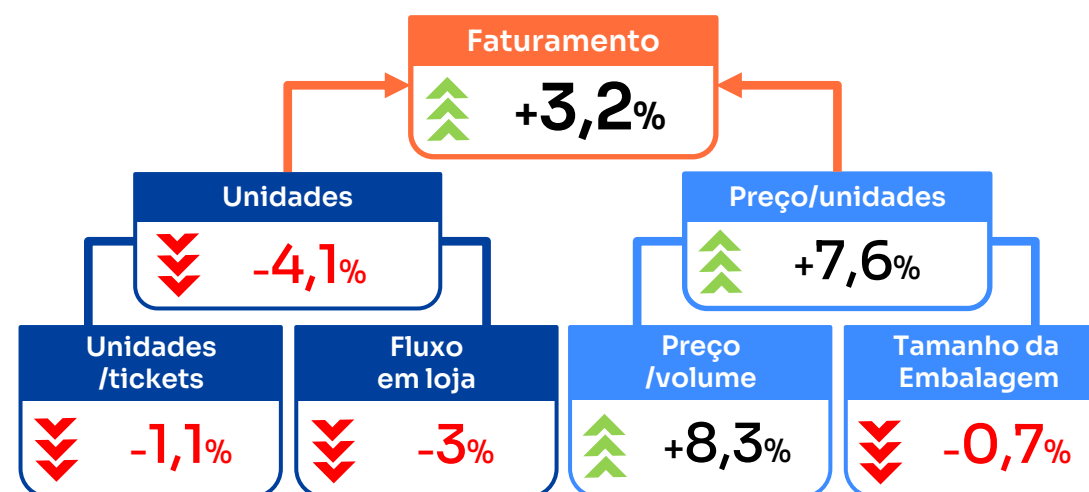 Faturamento
+3,2%
Unidades
-4,1%
Preço/unidades
+7,6%
Unidades
/tickets
-1,1%
Fluxo
em loja
-3%
Preço
/volume
+8,3%
Tamanho da
Embalagem
-0,7%